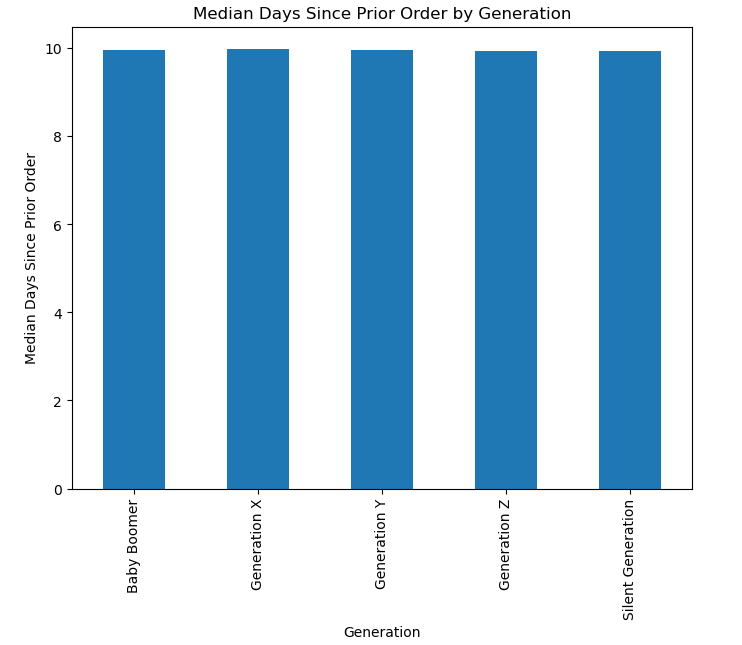 Median Days Since Prior Order by Generation
Median Days Since Prior Order
10
8
6
4
2
0
Baby Boomer
Generation X
Generation Y
Generation Z
Silent Generation
Generation